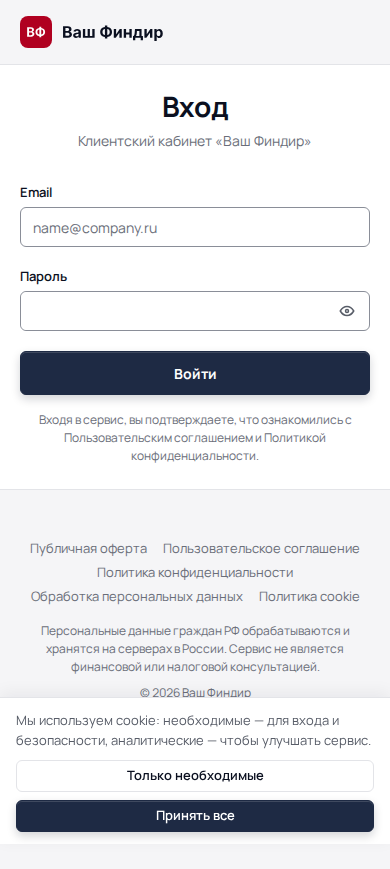 ВФ Ваш Финдир
Вход
Клиентский кабинет «Ваш Финдир»
Email
name@company.ru
Пароль
Войти
Входя в сервис, вы подтверждаете, что ознакомились с
Пользовательским соглашением и Политикой
конфиденциальности.
Публичная оферта Пользовательское соглашение
Политика конфиденциальности
Обработка персональных данных Политика cookie
Персональные данные граждан РФ обрабатываются и
хранятся на серверах в России. Сервис не является
финансовой или налоговой консультацией.
© 2026 Ваш Финдир
Мы используем cookie: необходимые — для входа и
безопасности, аналитические — чтобы улучшать сервис.
Только необходимые
Принять все